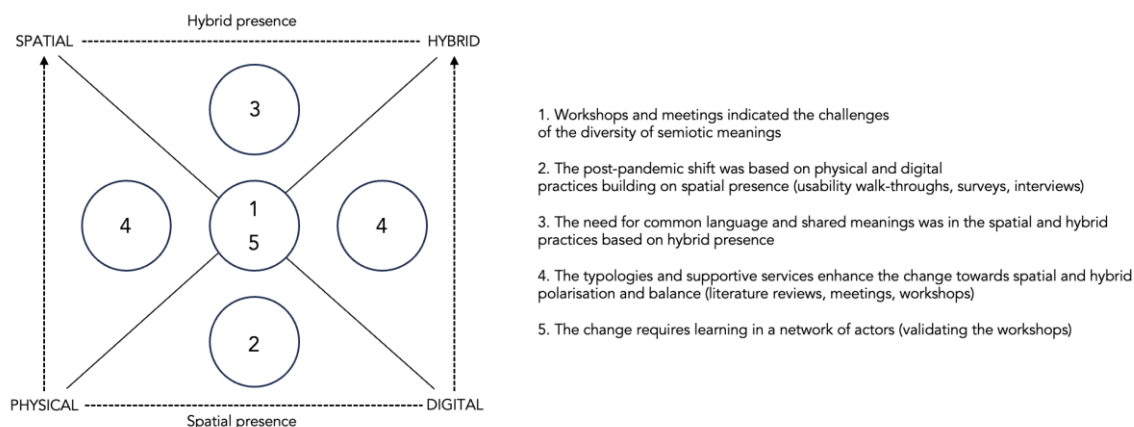 Hybrid presence
SPATIAL
HYBRID
3
4
1
5
4
2
PHYSICAL
DIGITAL
Spatial presence
1. Workshops and meetings indicated the challenges
of the diversity of semiotic meanings
2. The post-pandemic shift was based on physical and digital
practices building on spatial presence (usability walk-throughs, surveys, interviews)
3. The need for common language and shared meanings was in the spatial and hybrid
practices based on hybrid presence
4. The typologies and supportive services enhance the change towards spatial and hybrid
polarisation and balance (literature reviews, meetings, workshops)
5. The change requires learning in a network of actors (validating the workshops)